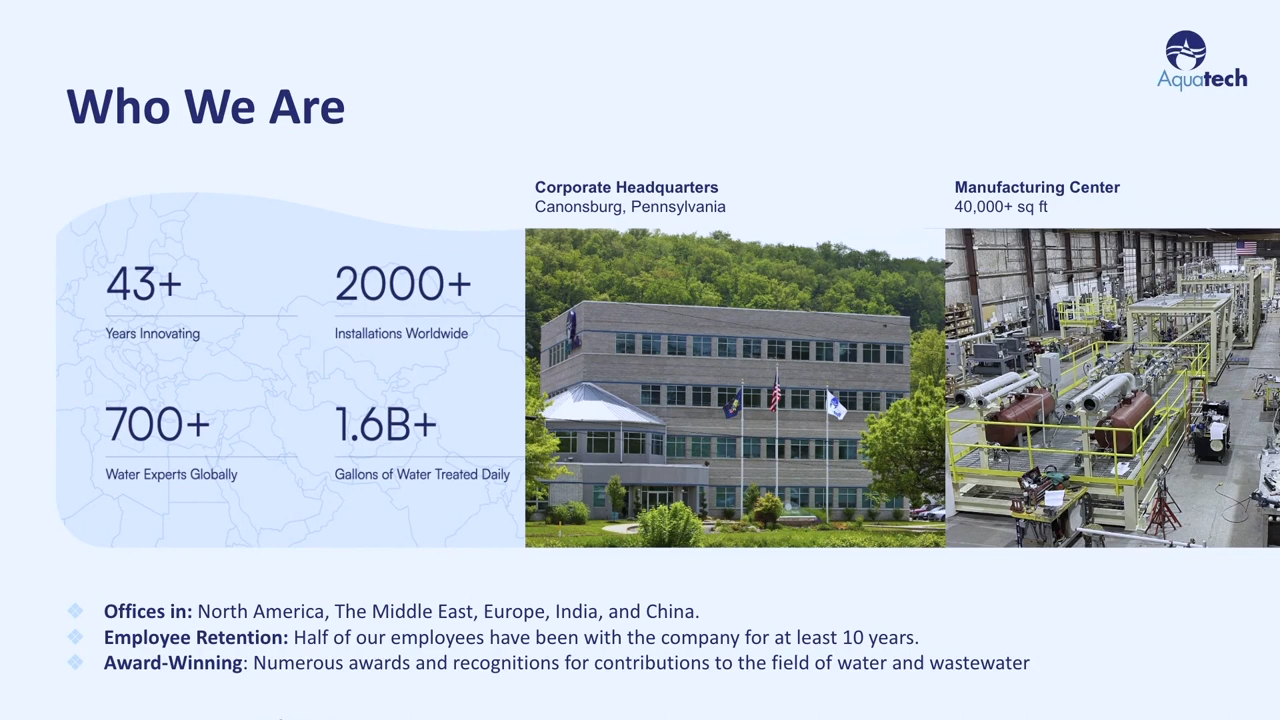 Aquatech
Who We Are
Corporate Headquarters
Canonsburg, Pennsylvania
Manufacturing Center
40,000+ sq ft
43+
Years Innovating
2000+
Installations Worldwide
700+
Water Experts Globally
1.6B+
Gallons of Water Treated Daily
❖ Offices in: North America, The Middle East, Europe, India, and China.
❖ Employee Retention: Half of our employees have been with the company for at least 10 years.
❖ Award-Winning: Numerous awards and recognitions for contributions to the field of water and wastewater